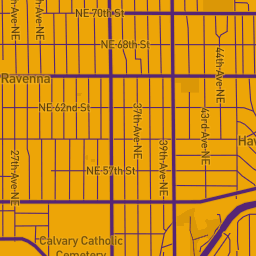 NE 70th St
NE 68th St
Ravenna
NE 62nd St
37th Ave NE
44th Ave NE
43rd Ave NE
39th Ave NE
27th Ave NE
NE 57th St
Calvary Catholic
Cemetery